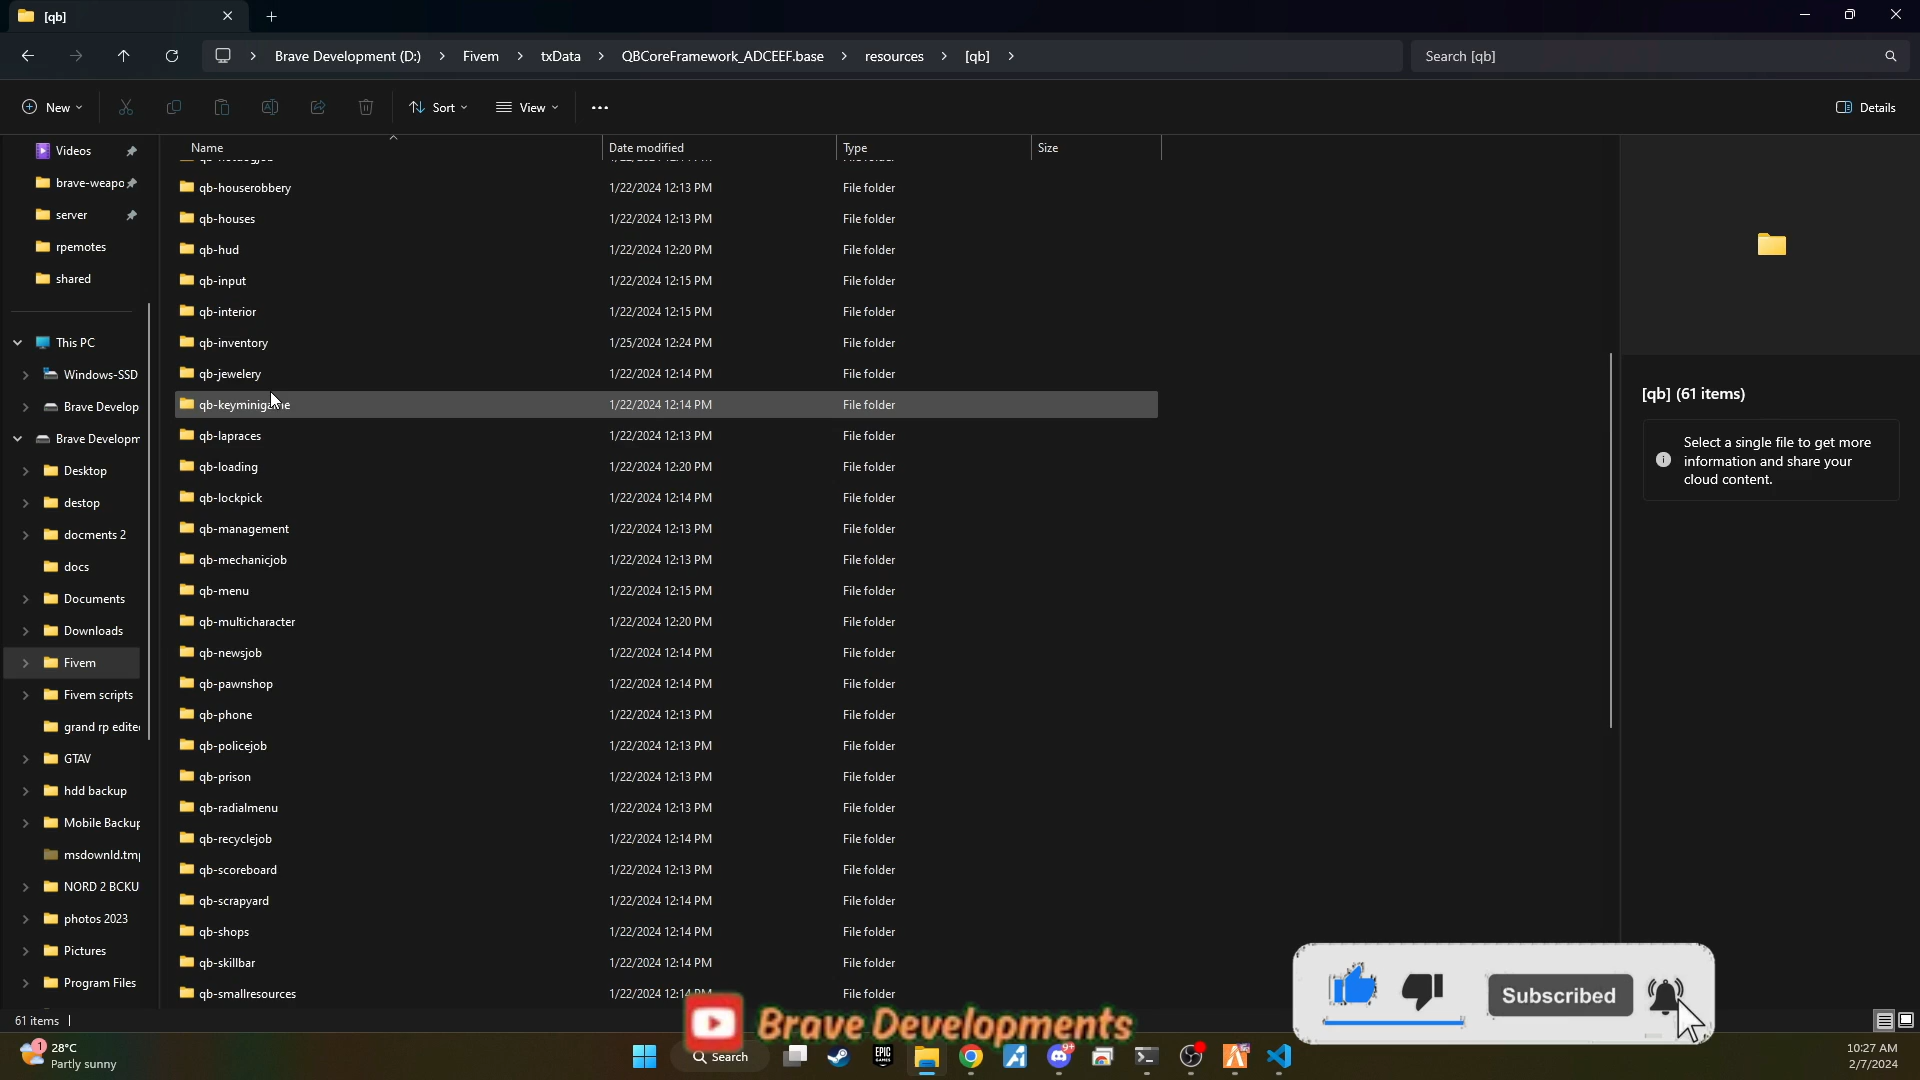 [qb]
Brave Development (D:) > Fivem > txData > QBCoreFramework_ADCEEF.base > resources > [qb] >
Search [qb]
New
Sort
View
Details
Name
Date modified
Type
Size
Videos
brave-weapo
server
rpemotes
shared
This PC
Windows-SSD
Brave Develop
Brave Developm
Desktop
destop
docments 2
docs
Documents
Downloads
Fivem
Fivem scripts
grand rp edite
GTAV
hdd backup
Mobile Backup
msdownld.tmp
NORD 2 BCKU
photos 2023
Pictures
Program Files
qb-houserobbery 1/22/2024 12:13 PM File folder
qb-houses 1/22/2024 12:13 PM File folder
qb-hud 1/22/2024 12:20 PM File folder
qb-input 1/22/2024 12:15 PM File folder
qb-interior 1/22/2024 12:15 PM File folder
qb-inventory 1/25/2024 12:24 PM File folder
qb-jewelery 1/22/2024 12:14 PM File folder
qb-keyminigame 1/22/2024 12:14 PM File folder
qb-lapraces 1/22/2024 12:13 PM File folder
qb-loading 1/22/2024 12:20 PM File folder
qb-lockpick 1/22/2024 12:14 PM File folder
qb-management 1/22/2024 12:13 PM File folder
qb-mechanicjob 1/22/2024 12:13 PM File folder
qb-menu 1/22/2024 12:15 PM File folder
qb-multicharacter 1/22/2024 12:20 PM File folder
qb-newsjob 1/22/2024 12:14 PM File folder
qb-pawnshop 1/22/2024 12:14 PM File folder
qb-phone 1/22/2024 12:13 PM File folder
qb-policejob 1/22/2024 12:13 PM File folder
qb-prison 1/22/2024 12:13 PM File folder
qb-radialmenu 1/22/2024 12:13 PM File folder
qb-recyclejob 1/22/2024 12:14 PM File folder
qb-scoreboard 1/22/2024 12:13 PM File folder
qb-scrapyard 1/22/2024 12:14 PM File folder
qb-shops 1/22/2024 12:14 PM File folder
qb-skillbar 1/22/2024 12:14 PM File folder
qb-smallresources 1/22/2024 12:14 PM File folder
[qb] (61 items)
Select a single file to get more
information and share your
cloud content.
61 items
Subscribed
Brave Developments
1
28°C
Partly sunny
Search
EPIC
GAMES
9+
10:27 AM
2/7/2024